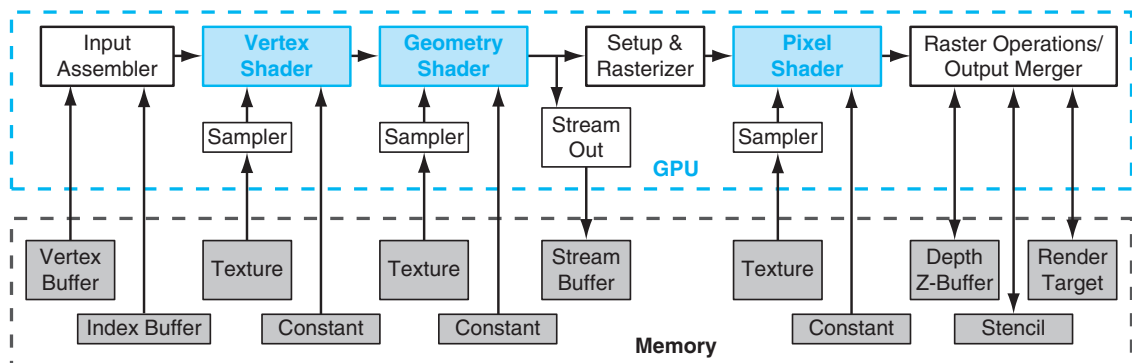 Input
Assembler
Vertex
Shader
Geometry
Shader
Setup &
Rasterizer
Pixel
Shader
Raster Operations/
Output Merger
Sampler
Sampler
Stream
Out
Sampler
GPU
Vertex
Buffer
Texture
Texture
Stream
Buffer
Texture
Depth
Z-Buffer
Render
Target
Index Buffer
Constant
Constant
Constant
Stencil
Memory